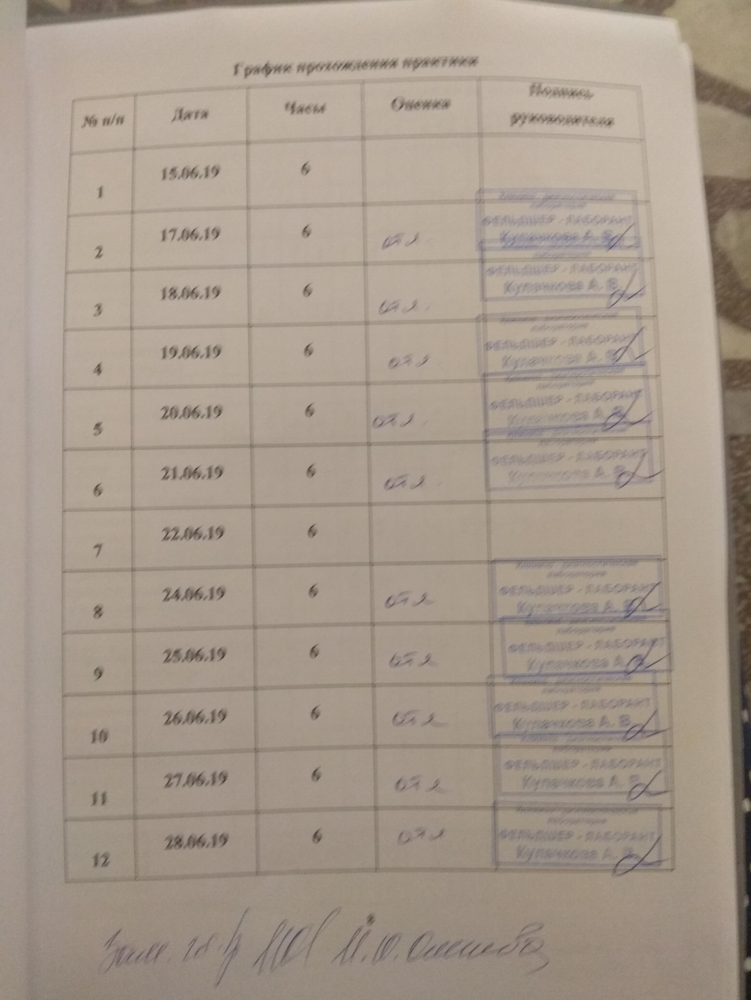 График прохождения практики
№ п/п Дата Часы Оценка Подпись руководителя
1 15.06.19 6
2 17.06.19 6 отл. Клинико-диагностическая лаборатория ФЕЛЬДШЕР - ЛАБОРАНТ Кулачкова А. В.
3 18.06.19 6 отл. лаборатория ФЕЛЬДШЕР - ЛАБОРАНТ Кулачкова А. В.
4 19.06.19 6 отл. Клинико-диагностическая лаборатория ФЕЛЬДШЕР - ЛАБОРАНТ Кулачкова А. В.
5 20.06.19 6 отл. Клинико-диагностическая лаборатория ФЕЛЬДШЕР - ЛАБОРАНТ Кулачкова А. В.
6 21.06.19 6 отл. Клинико-диагностическая лаборатория ФЕЛЬДШЕР - ЛАБОРАНТ Кулачкова А. В.
7 22.06.19 6
8 24.06.19 6 отл Клинико-диагностическая лаборатория ФЕЛЬДШЕР - ЛАБОРАНТ Кулачкова А. В.
9 25.06.19 6 отл Клинико-диагностическая лаборатория ФЕЛЬДШЕР - ЛАБОРАНТ Кулачкова А. В.
10 26.06.19 6 отл Клинико-диагностическая лаборатория ФЕЛЬДШЕР - ЛАБОРАНТ Кулачкова А. В.
11 27.06.19 6 отл Клинико-диагностическая лаборатория ФЕЛЬДШЕР - ЛАБОРАНТ Кулачкова А. В.
12 28.06.19 6 отл Клинико-диагностическая лаборатория ФЕЛЬДШЕР - ЛАБОРАНТ Кулачкова А. В.
Зам. гл.